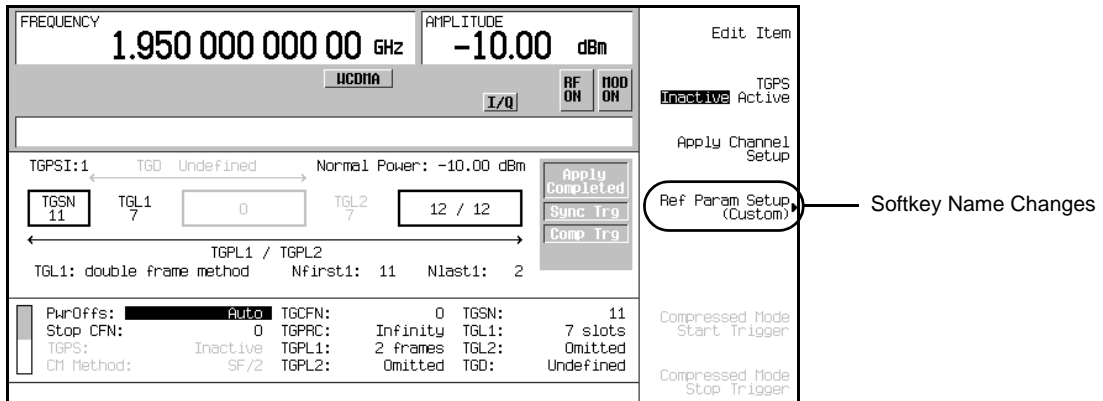 FREQUENCY
1.950 000 000 00 GHz
AMPLITUDE
-10.00 dBm
WCDMA
I/Q
RF ON
MOD ON
TGPSI:1 TGD Undefined Normal Power: -10.00 dBm
TGSN 11
TGL1 7
0
TGL2 7
12 / 12
Apply Completed
Sync Trg
Comp Trg
TGPL1 / TGPL2
TGL1: double frame method Nfirst1: 11 Nlast1: 2
PwrOffs: Auto TGCFN: 0 TGSN: 11
Stop CFN: 0 TGPRC: Infinity TGL1: 7 slots
TGPS: Inactive TGPL1: 2 frames TGL2: Omitted
CM Method: SF/2 TGPL2: Omitted TGD: Undefined
Edit Item
TGPS
Inactive Active
Apply Channel
Setup
Ref Param Setup
(Custom)
Softkey Name Changes
Compressed Mode
Start Trigger
Compressed Mode
Stop Trigger